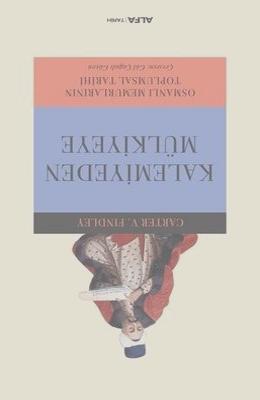 CARTER V. FINDLEY
KALEMİYEDEN
MÜLKİYEYE
OSMANLI MEMURLARININ
TOPLUMSAL TARİHİ
Çeviren: Gül Çağalı Güven
ALFA | TARİH